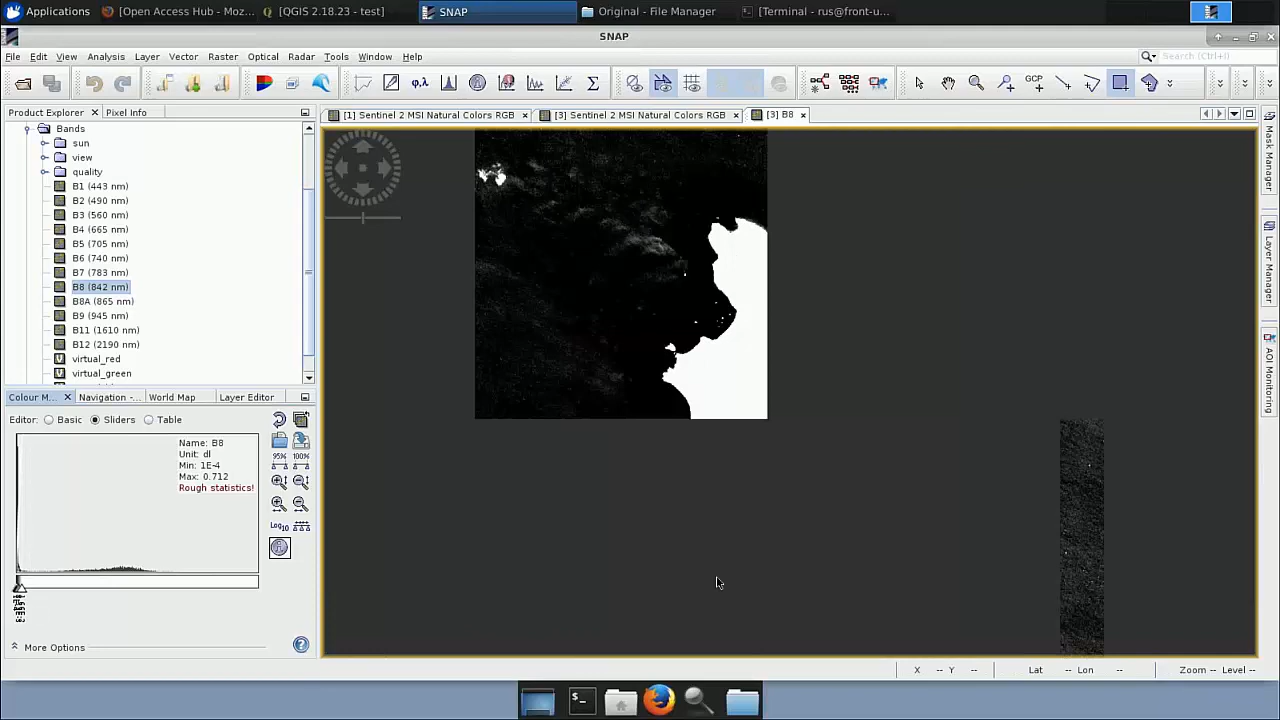 Applications [Open Access Hub - Moz... [QGIS 2.18.23 - test] SNAP Original - File Manager [Terminal - rus@front-u...
SNAP
File Edit View Analysis Layer Vector Raster Optical Radar Tools Window Help Search (Ctrl+I)
φ,λ Σ GCP
Product Explorer Pixel Info
[1] Sentinel 2 MSI Natural Colors RGB [3] Sentinel 2 MSI Natural Colors RGB [3] B8
Bands
sun
view
quality
B1 (443 nm)
B2 (490 nm)
B3 (560 nm)
B4 (665 nm)
B5 (705 nm)
B6 (740 nm)
B7 (783 nm)
B8 (842 nm)
B8A (865 nm)
B9 (945 nm)
B11 (1610 nm)
B12 (2190 nm)
virtual_red
virtual_green
Mask Manager
Layer Manager
AOI Monitoring
Colour M... Navigation -... World Map Layer Editor
Editor: Basic Sliders Table
Name: B8
Unit: dl
Min: 1E-4
Max: 0.712
Rough statistics!
95% 100%
Log10
More Options
X -- Y -- Lat -- Lon -- Zoom -- Level --